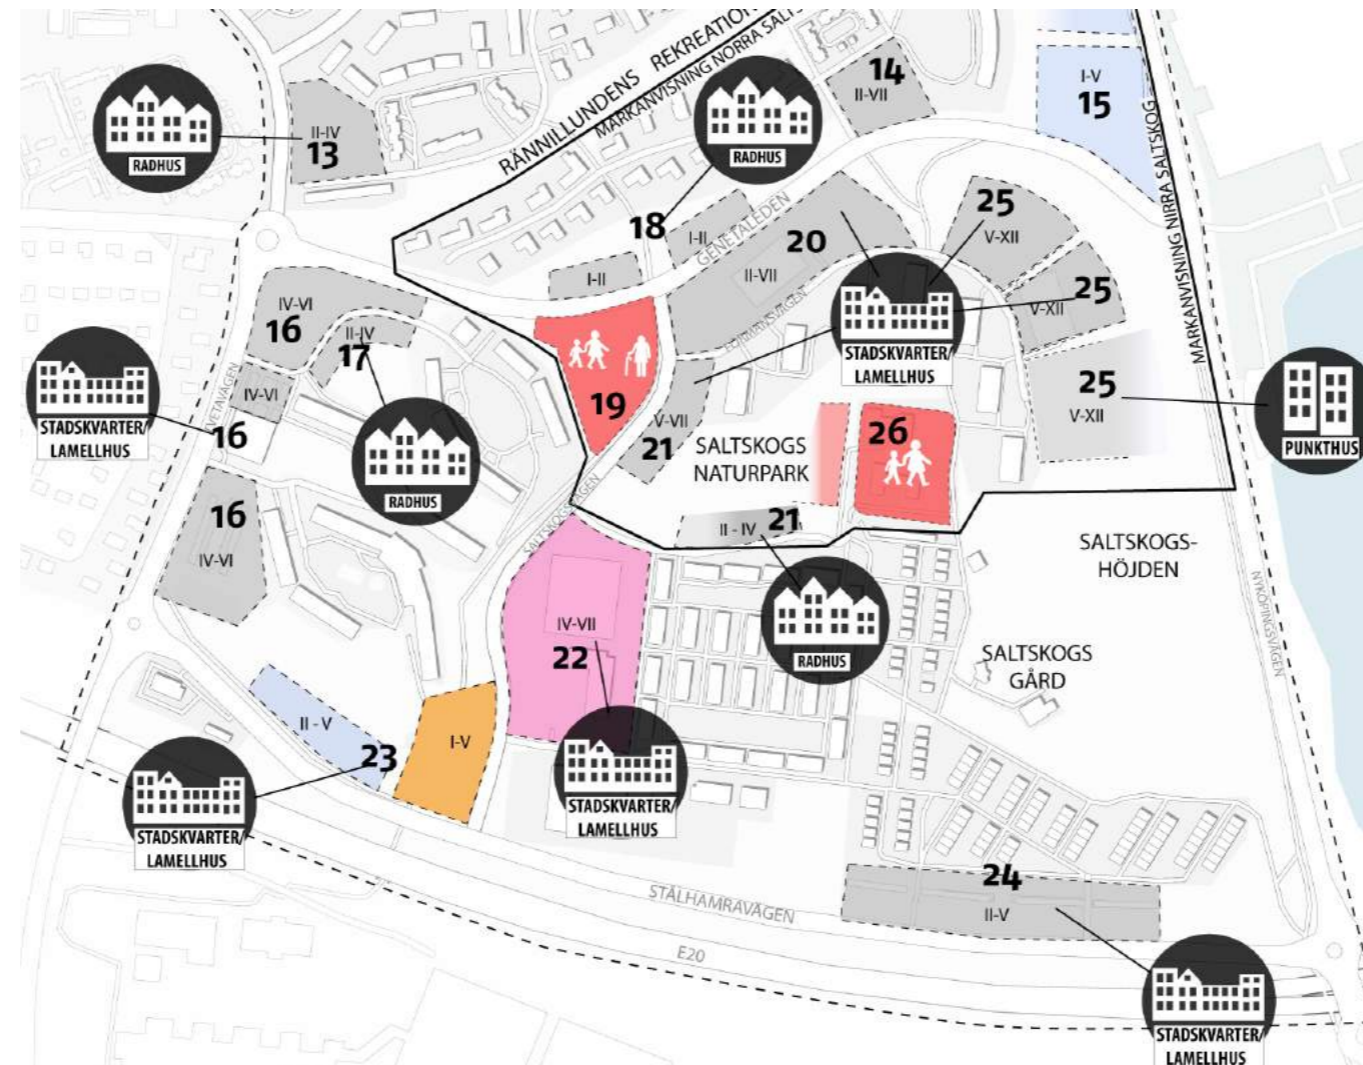 RÄNNILLUNDENS REKREATION
MARKANVISNING NORRA SALTS
14
II-VII
I-V
15
II-IV
13
RADHUS
RADHUS
MARKANVISNING NIRRA SALTSKOG
18
I-II
GENETALEDEN
20
II-VII
25
V-XII
I-II
IV-VI
16
II-IV
17
25
V-XII
STADSKVARTER/
LAMELLHUS
19
IV-VI
16
STADSKVARTER/
LAMELLHUS
V-VII
21
SALTSKOGS
NATURPARK
26
25
V-XII
PUNKTHUS
RADHUS
16
IV-VI
SALTSKOGSVÄGEN
II - IV
21
SALTSKOGS-
HÖJDEN
NYKÖPINGSVÄGEN
IV-VII
22
RADHUS
SALTSKOGS
GÅRD
II - V
23
I-V
STADSKVARTER/
LAMELLHUS
STADSKVARTER/
LAMELLHUS
STÅLHAMRAVÄGEN
24
II-V
E20
STADSKVARTER/
LAMELLHUS